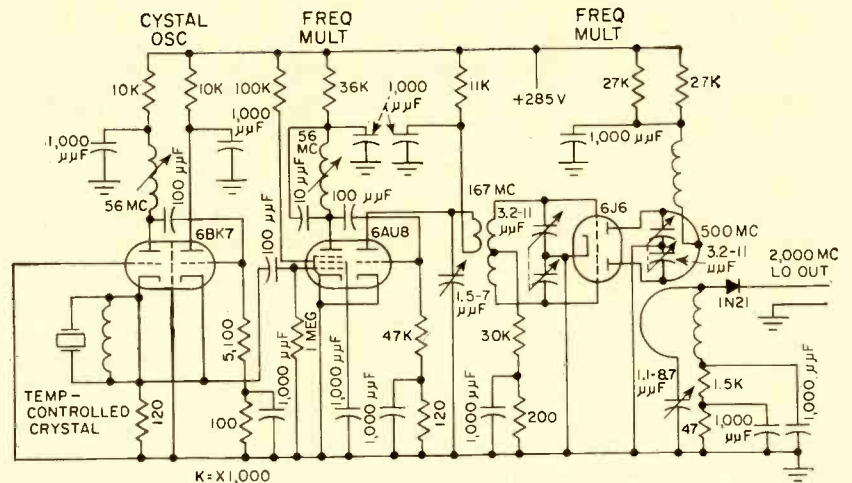 CYSTAL
OSC
FREQ
MULT
FREQ
MULT
10K
10K
100K
36K
1,000
μμF
11K
+285V
27K
27K
1,000
μμF
1,000
μμF
1,000
μμF
56
MC
10 μμF
56 MC
100 μμF
100 μμF
100 μμF
167 MC
3.2-11
μμF
6BK7
6AU8
6J6
500 MC
3.2-11
μμF
2,000 MC
LO OUT
1N21
1.5-7
μμF
5,100
1 MEG
47K
30K
1.1-8.7
μμF
1.5K
TEMP-
CONTROLLED
CRYSTAL
120
100
1,000 μμF
1,000 μμF
1,000 μμF
120
1,000 μμF
200
47
1,000
μμF
1,000 μμF
K=X1,000